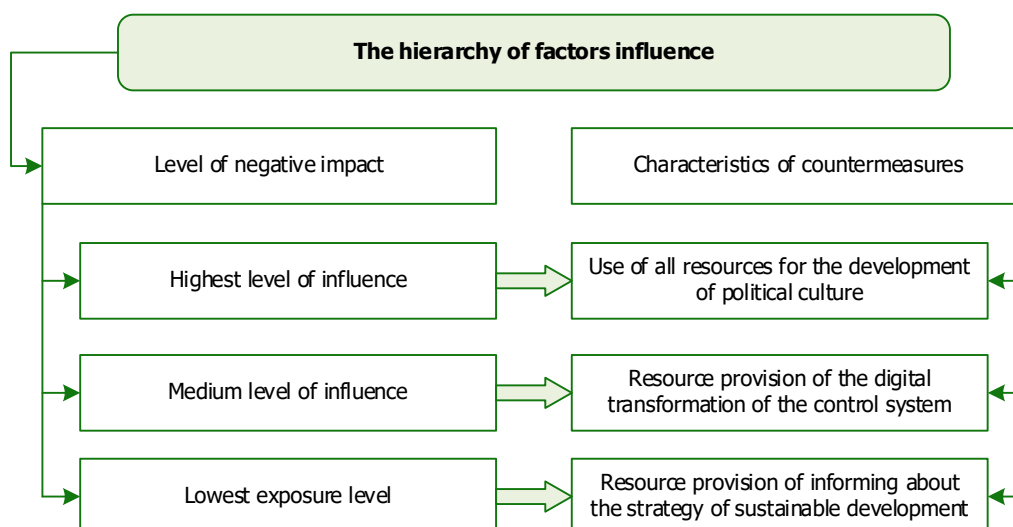 The hierarchy of factors influence
Level of negative impact
Characteristics of countermeasures
Highest level of influence
Use of all resources for the development
of political culture
Medium level of influence
Resource provision of the digital
transformation of the control system
Lowest exposure level
Resource provision of informing about
the strategy of sustainable development